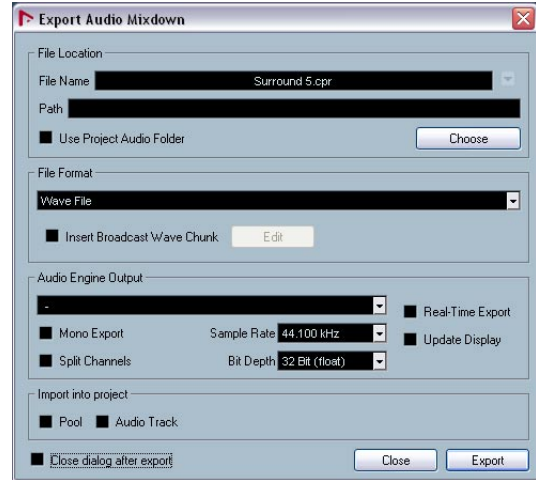 Export Audio Mixdown
File Location
File Name Surround 5.cpr
Path
Use Project Audio Folder Choose
File Format
Wave File
Insert Broadcast Wave Chunk Edit
Audio Engine Output
-
Real-Time Export
Mono Export Sample Rate 44.100 kHz
Update Display
Split Channels Bit Depth 32 Bit (float)
Import into project
Pool Audio Track
Close dialog after export Close Export